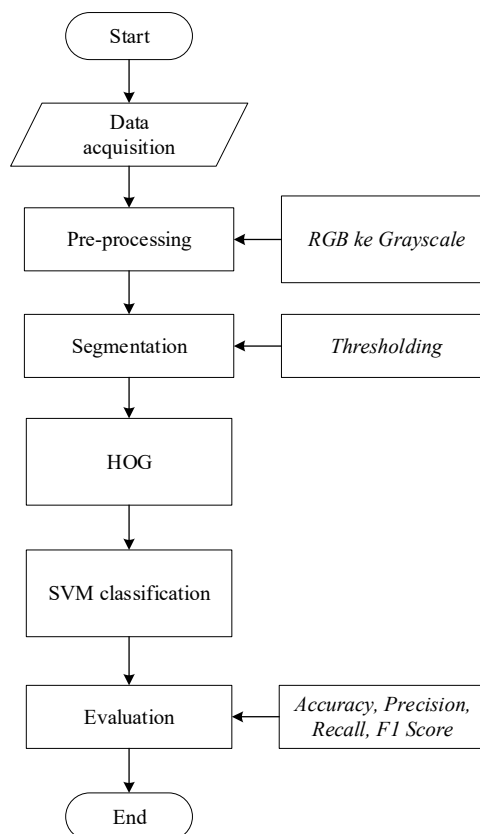 Start
Data
acquisition
Pre-processing
RGB ke Grayscale
Segmentation
Thresholding
HOG
SVM classification
Evaluation
Accuracy, Precision,
Recall, F1 Score
End